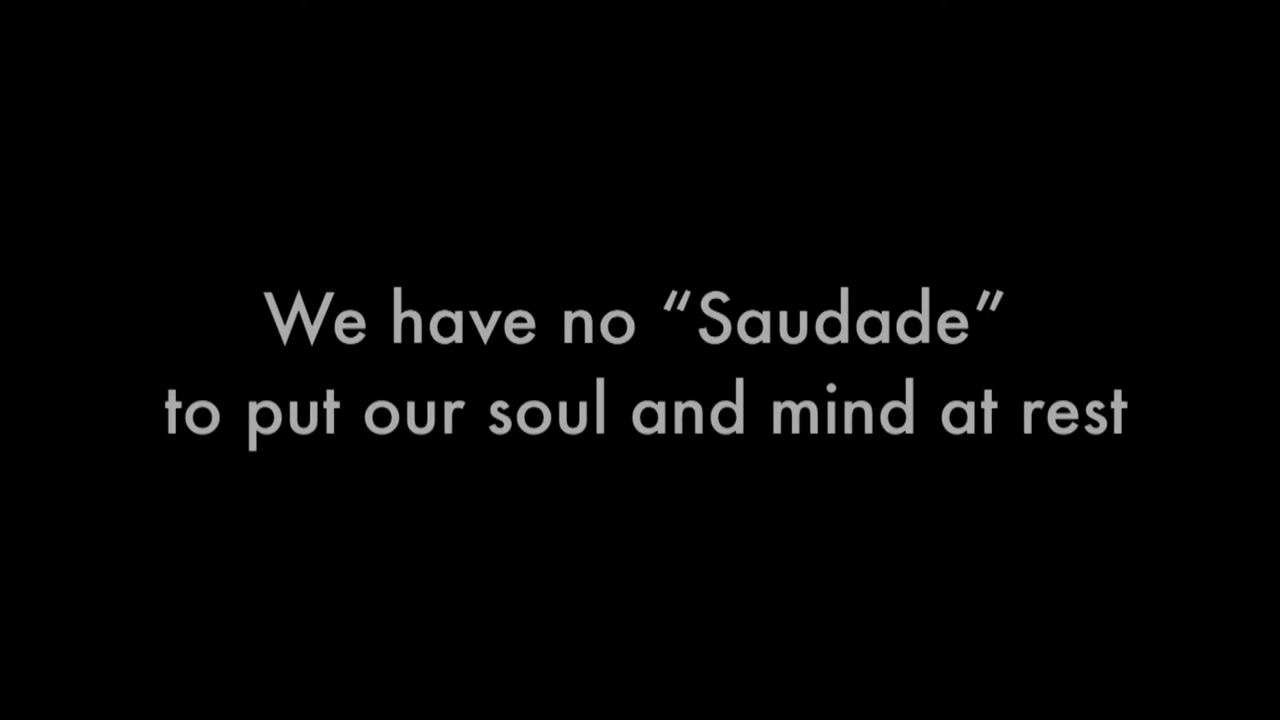 We have no “Saudade”
to put our soul and mind at rest